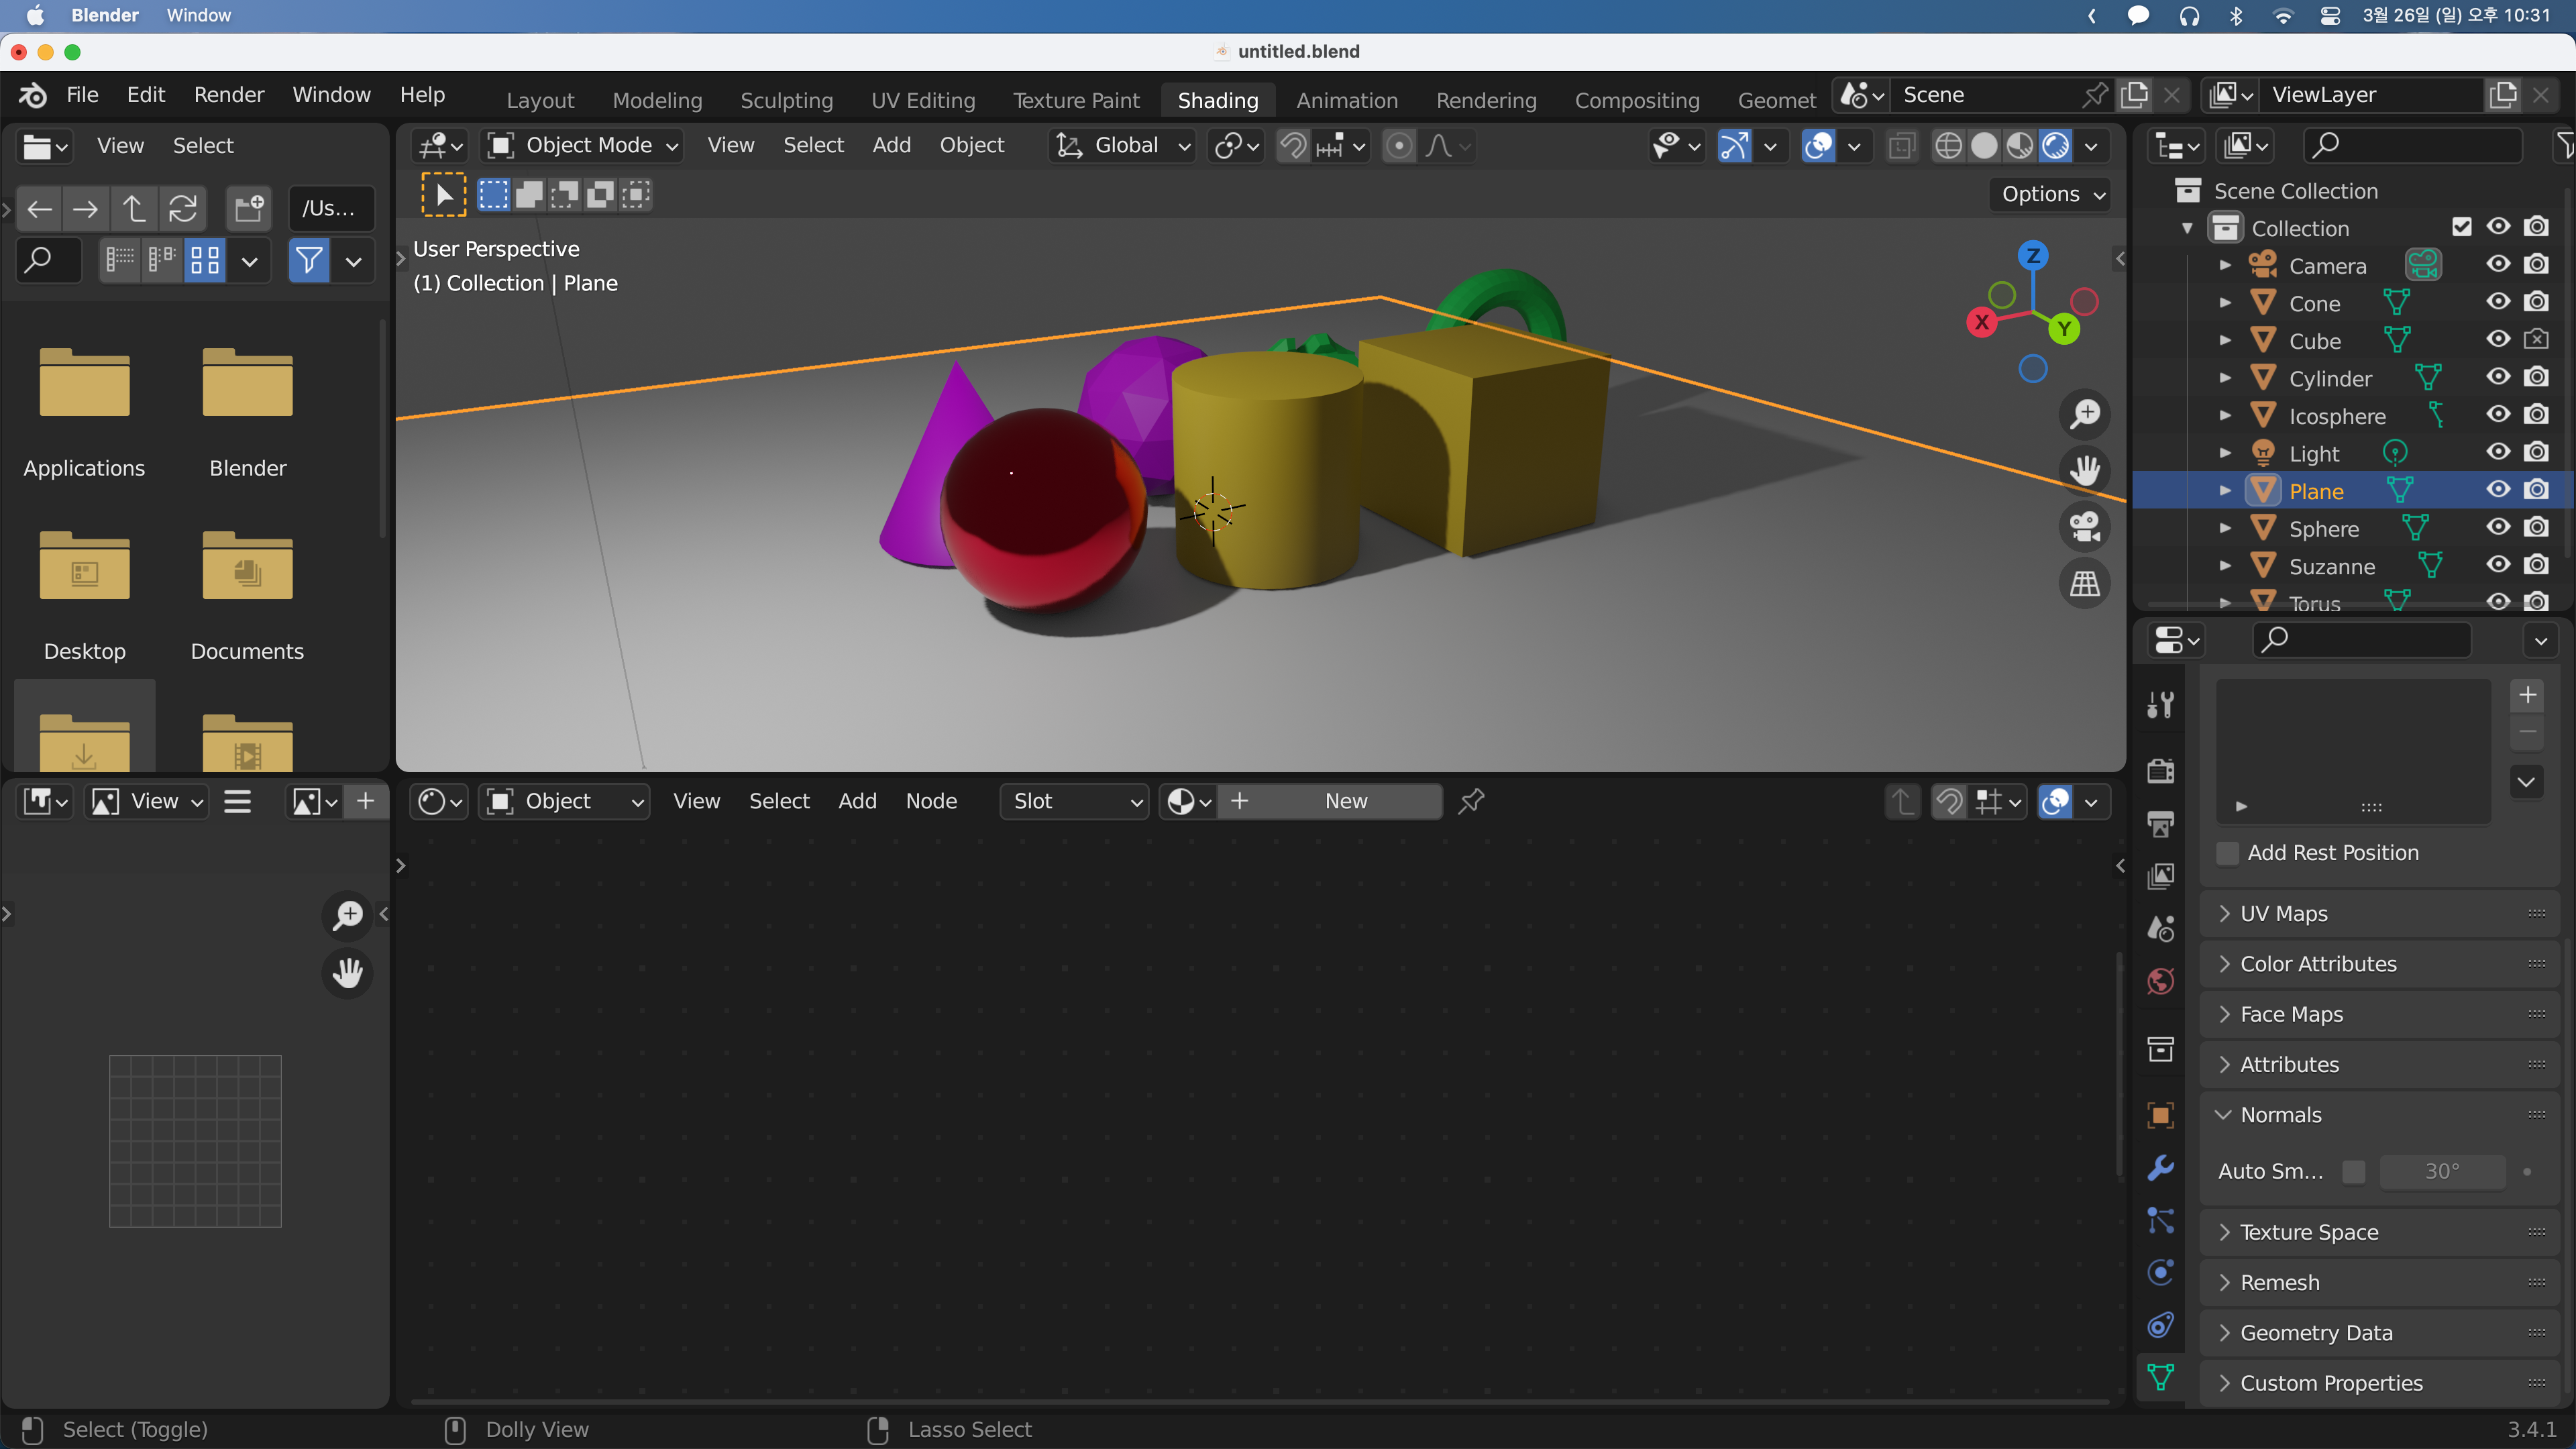 Blender Window 3월 26일 (일) 오후 10:31
untitled.blend
File Edit Render Window Help Layout Modeling Sculpting UV Editing Texture Paint Shading Animation Rendering Compositing Geomet Scene ViewLayer
View Select
/Us...
Applications Blender
Desktop Documents
Object Mode View Select Add Object Global
Options
User Perspective
(1) Collection | Plane
Z
X
Y
Scene Collection
Collection
Camera
Cone
Cube
Cylinder
Icosphere
Light
Plane
Sphere
Suzanne
Torus
View
Object View Select Add Node Slot New
Add Rest Position
UV Maps
Color Attributes
Face Maps
Attributes
Normals
Auto Sm... 30°
Texture Space
Remesh
Geometry Data
Custom Properties
Select (Toggle) Dolly View Lasso Select 3.4.1